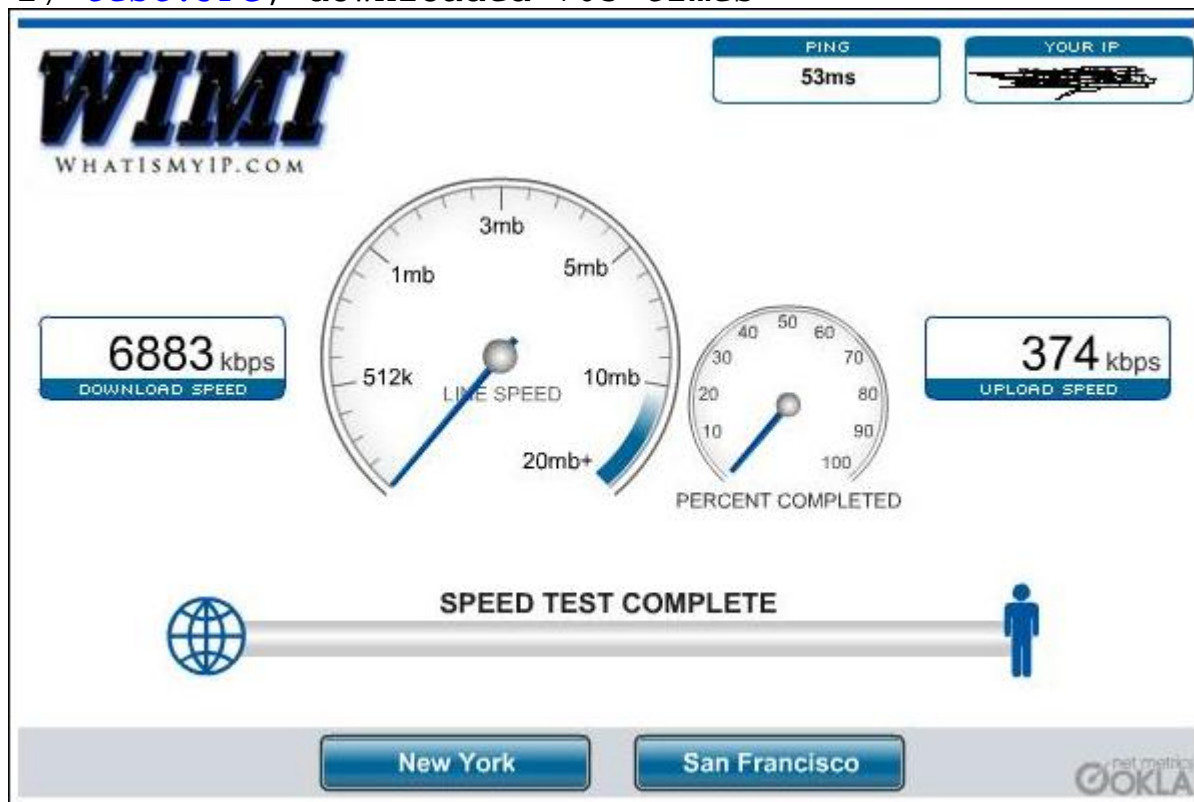 PING
53ms
YOUR IP
WIMI
WHATISMYIP.COM
3mb
1mb
5mb
512k
10mb
LINE SPEED
20mb+
6883 kbps
DOWNLOAD SPEED
50
40
60
30
70
20
80
10
90
100
PERCENT COMPLETED
374 kbps
UPLOAD SPEED
SPEED TEST COMPLETE
New York
San Francisco
net metrics
OOKLA